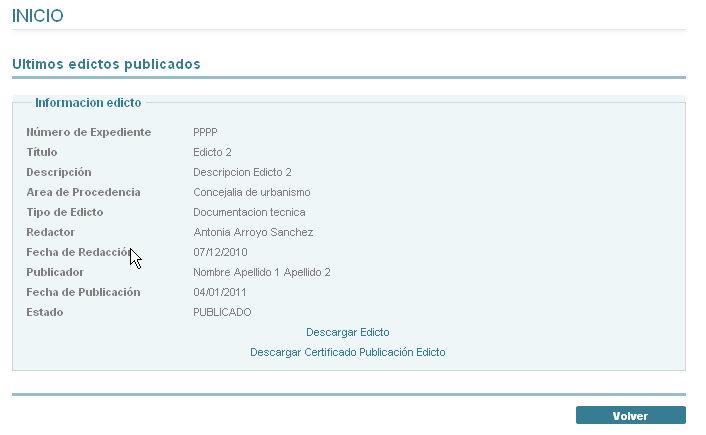 INICIO
Ultimos edictos publicados
Informacion edicto
Número de Expediente PPPP
Título Edicto 2
Descripción Descripcion Edicto 2
Area de Procedencia Concejalia de urbanismo
Tipo de Edicto Documentacion tecnica
Redactor Antonia Arroyo Sanchez
Fecha de Redacción 07/12/2010
Publicador Nombre Apellido 1 Apellido 2
Fecha de Publicación 04/01/2011
Estado PUBLICADO
Descargar Edicto
Descargar Certificado Publicación Edicto
Volver